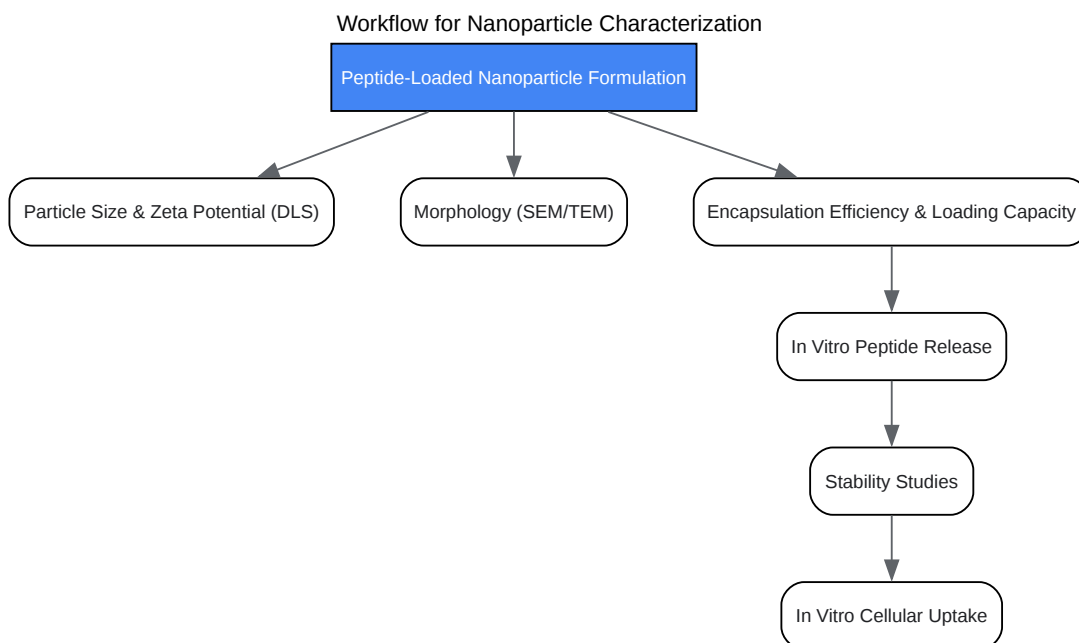 Workflow for Nanoparticle Characterization
Peptide-Loaded Nanoparticle Formulation
Particle Size & Zeta Potential (DLS)
Morphology (SEM/TEM)
Encapsulation Efficiency & Loading Capacity
In Vitro Peptide Release
Stability Studies
In Vitro Cellular Uptake